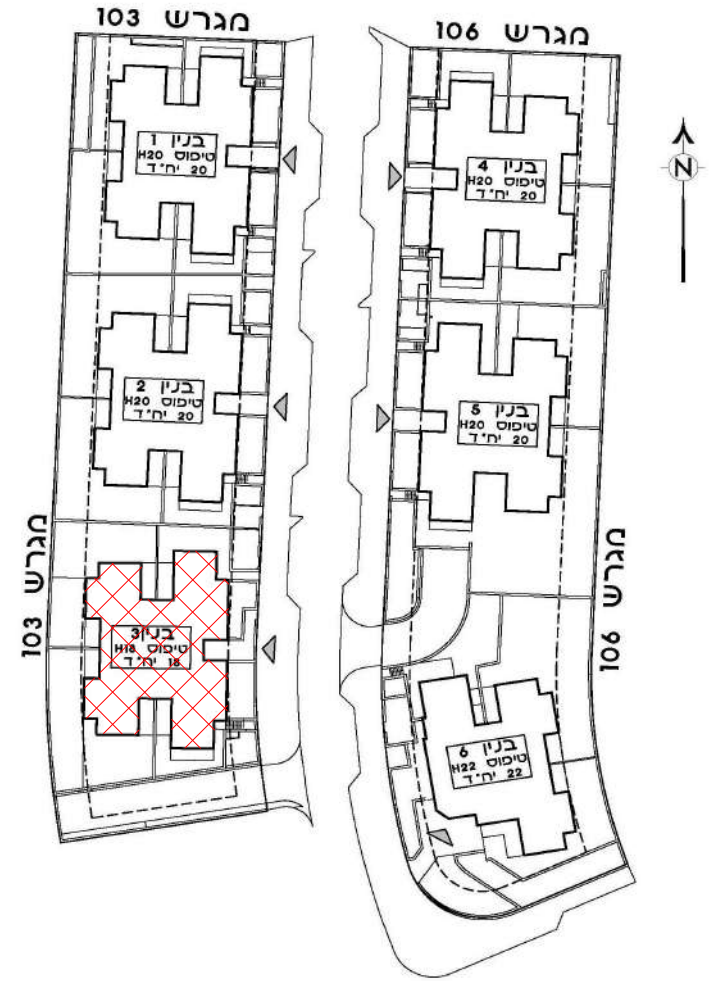 מגרש 103
מגרש 106
N
בנין 1
טיפוס H20
20 יח"ד
בנין 4
טיפוס H20
20 יח"ד
בנין 2
טיפוס H20
20 יח"ד
בנין 5
טיפוס H20
20 יח"ד
מגרש 103
בנין 3
טיפוס H18
18 יח"ד
מגרש 106
בנין 6
טיפוס H22
22 יח"ד